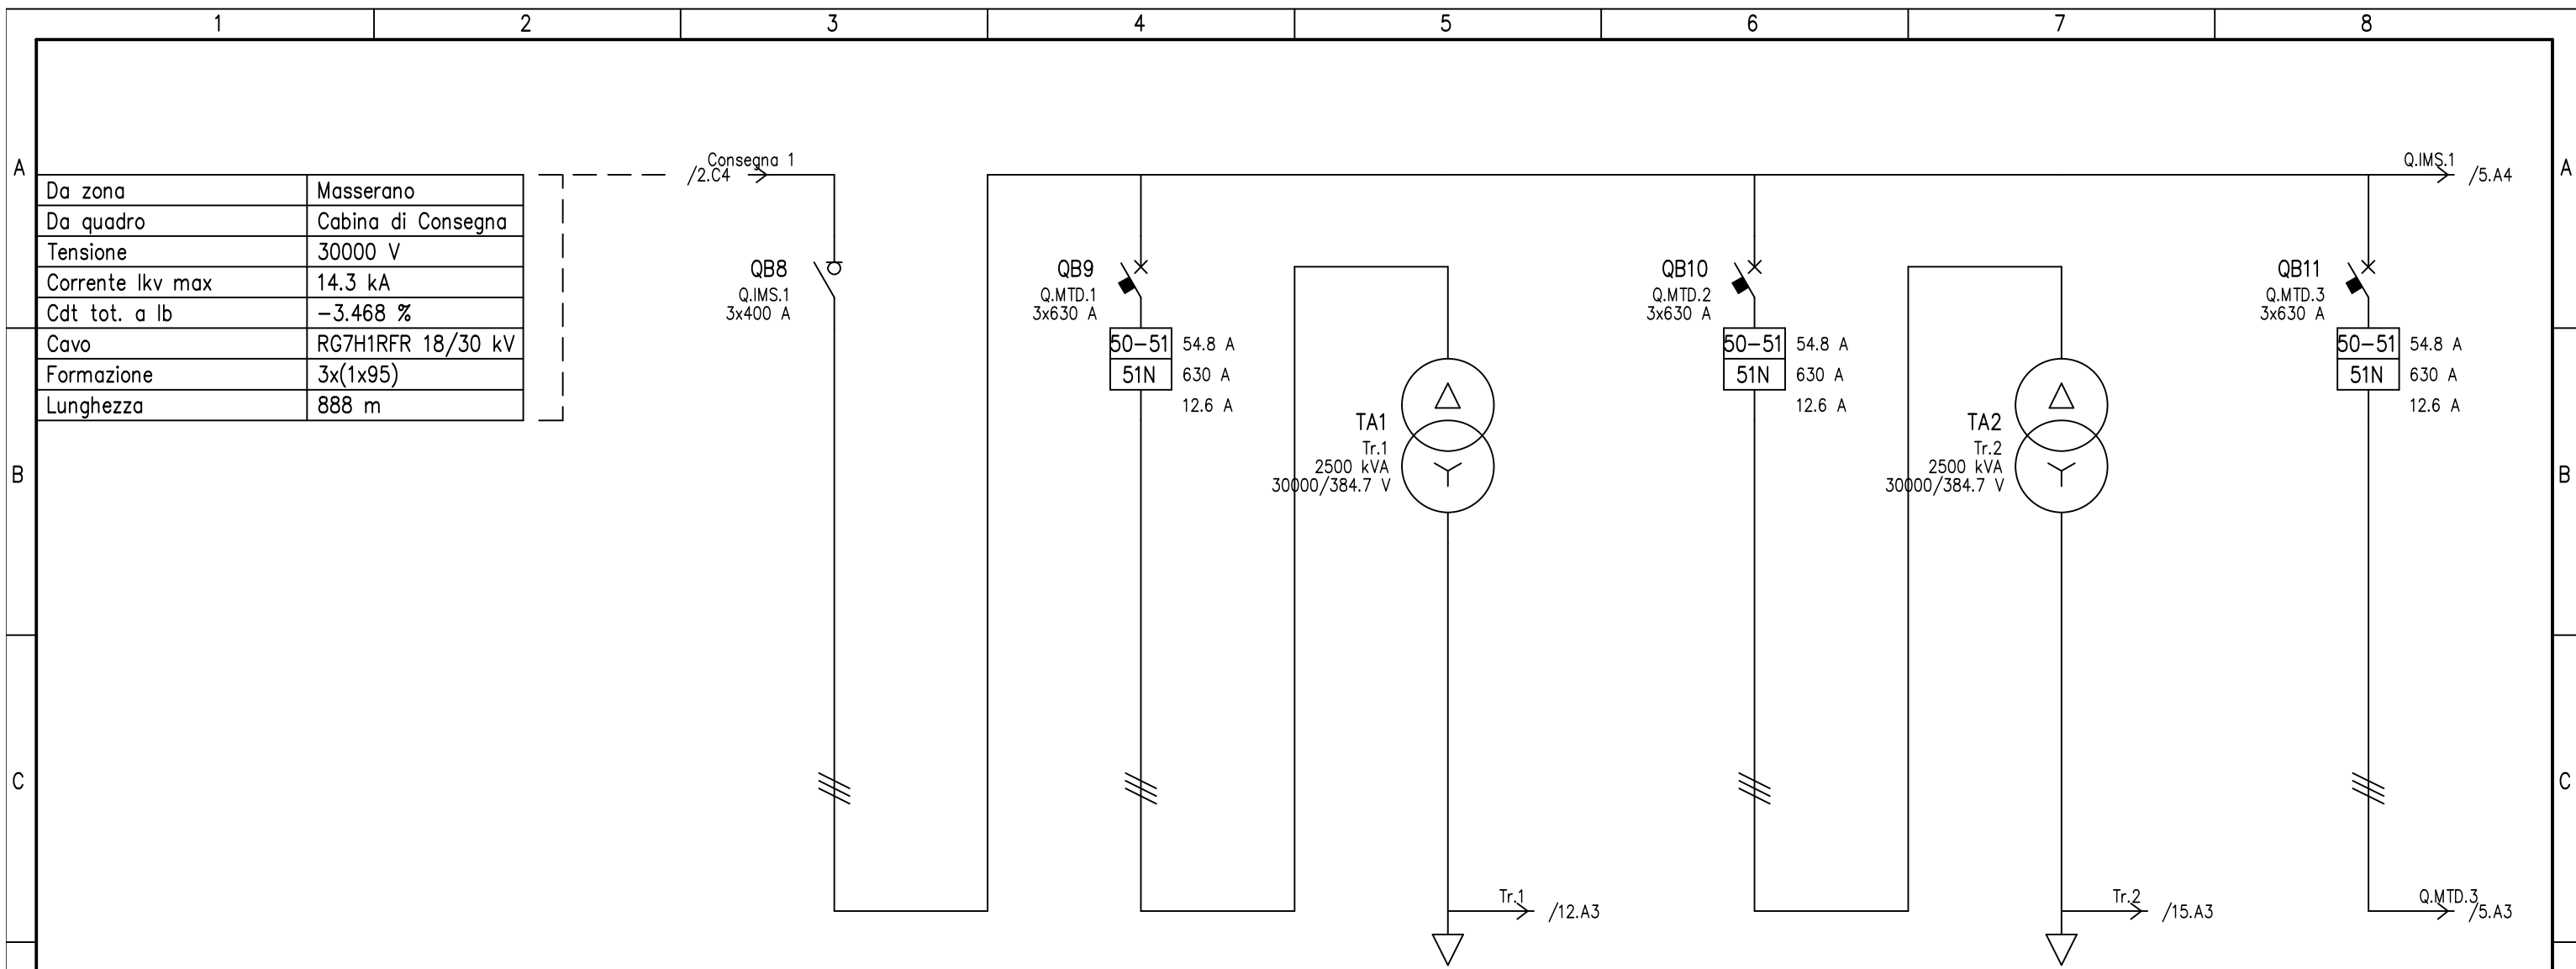 1 2 3 4 5 6 7 8
A A
Consegna 1
/2.C4
Q.IMS.1
/5.A4
Da zona Masserano
Da quadro Cabina di Consegna
Tensione 30000 V
Corrente Ikv max 14.3 kA
Cdt tot. a Ib -3.468 %
Cavo RG7H1RFR 18/30 kV
Formazione 3x(1x95)
Lunghezza 888 m
QB8
Q.IMS.1
3x400 A
QB9
Q.MTD.1
3x630 A
50-51 54.8 A
51N 630 A
12.6 A
TA1
Tr.1
2500 kVA
30000/384.7 V
QB10
Q.MTD.2
3x630 A
50-51 54.8 A
51N 630 A
12.6 A
TA2
Tr.2
2500 kVA
30000/384.7 V
QB11
Q.MTD.3
3x630 A
50-51 54.8 A
51N 630 A
12.6 A
B B
C C
Tr.1
/12.A3
Tr.2
/15.A3
Q.MTD.3
/5.A3